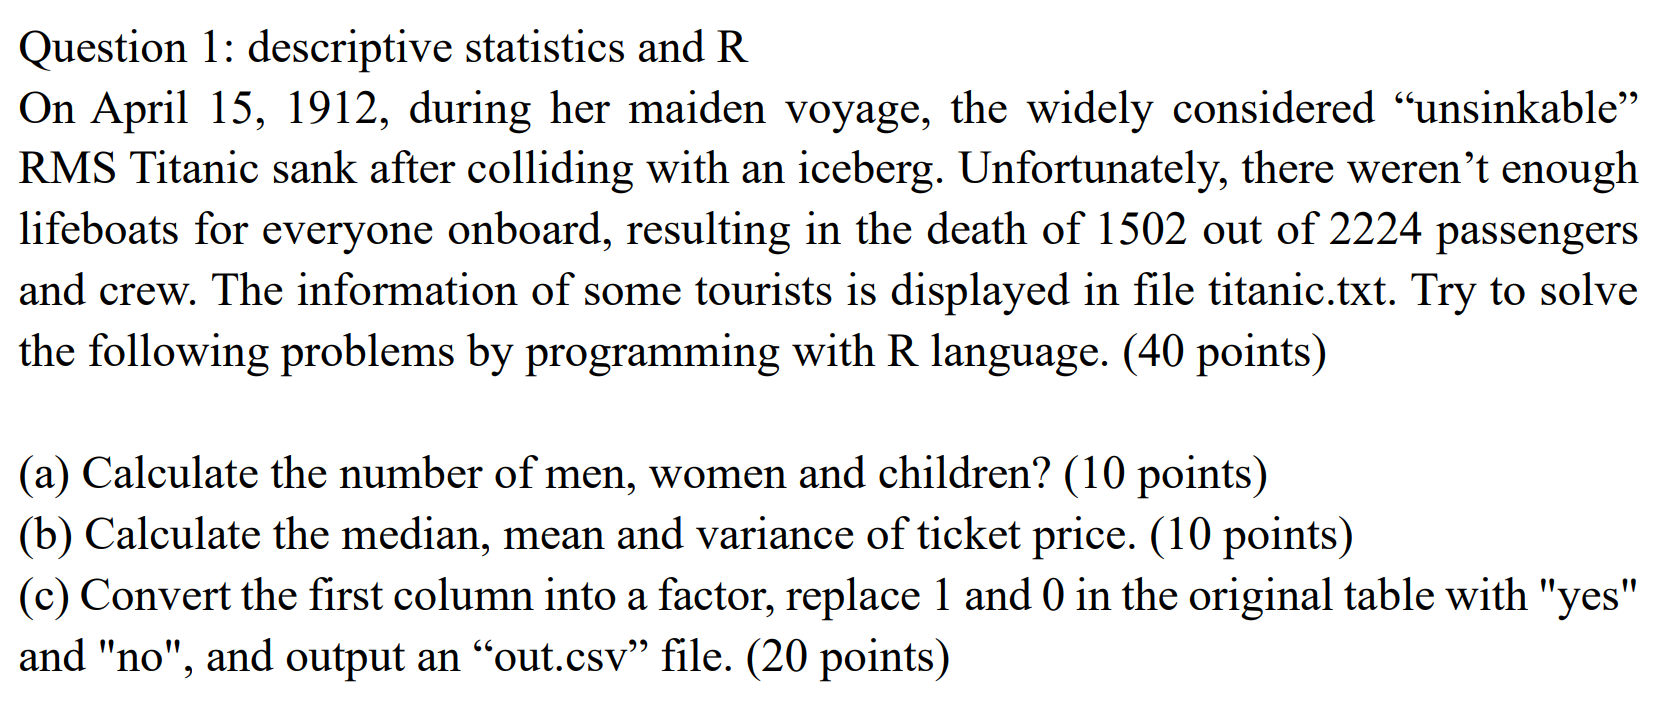 Question 1: descriptive statistics and R
On April 15, 1912, during her maiden voyage, the widely considered “unsinkable”
RMS Titanic sank after colliding with an iceberg. Unfortunately, there weren’t enough
lifeboats for everyone onboard, resulting in the death of 1502 out of 2224 passengers
and crew. The information of some tourists is displayed in file titanic.txt. Try to solve
the following problems by programming with R language. (40 points)
(a) Calculate the number of men, women and children? (10 points)
(b) Calculate the median, mean and variance of ticket price. (10 points)
(c) Convert the first column into a factor, replace 1 and 0 in the original table with "yes"
and "no", and output an “out.csv” file. (20 points)